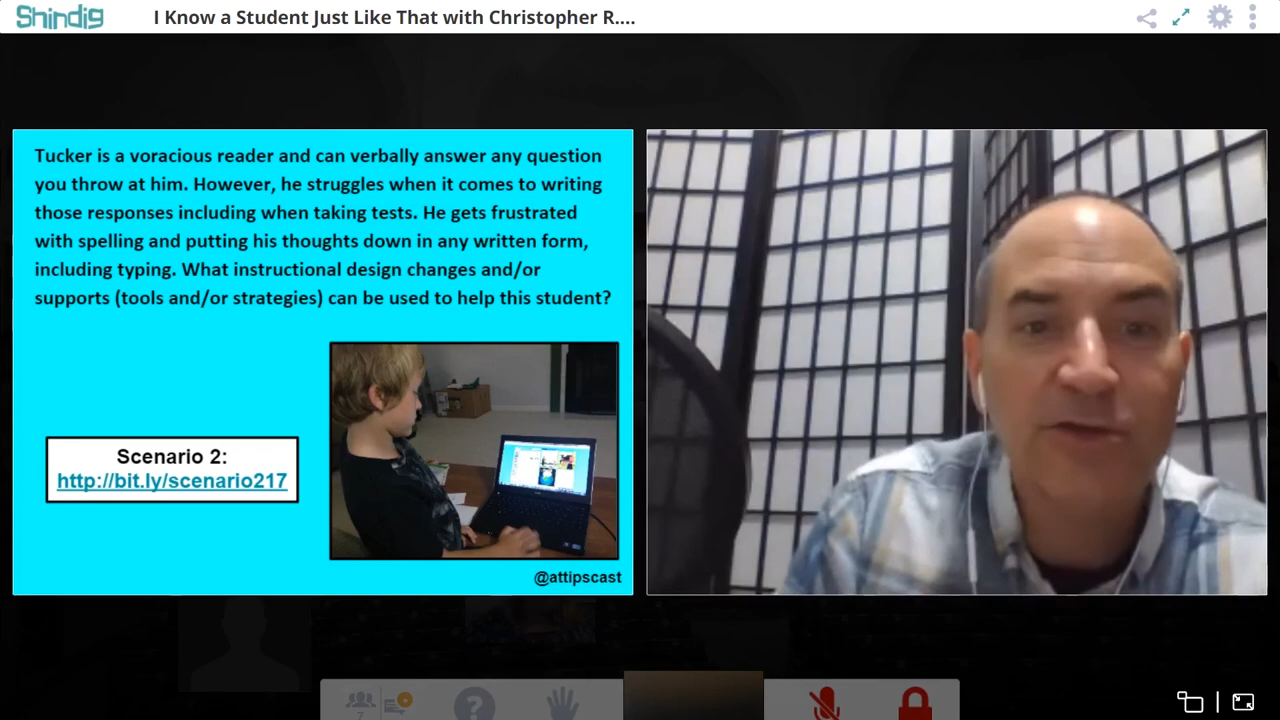 Shindig
I Know a Student Just Like That with Christopher R....
Tucker is a voracious reader and can verbally answer any question
you throw at him. However, he struggles when it comes to writing
those responses including when taking tests. He gets frustrated
with spelling and putting his thoughts down in any written form,
including typing. What instructional design changes and/or
supports (tools and/or strategies) can be used to help this student?
Scenario 2:
http://bit.ly/scenario217
@attipscast
7
?